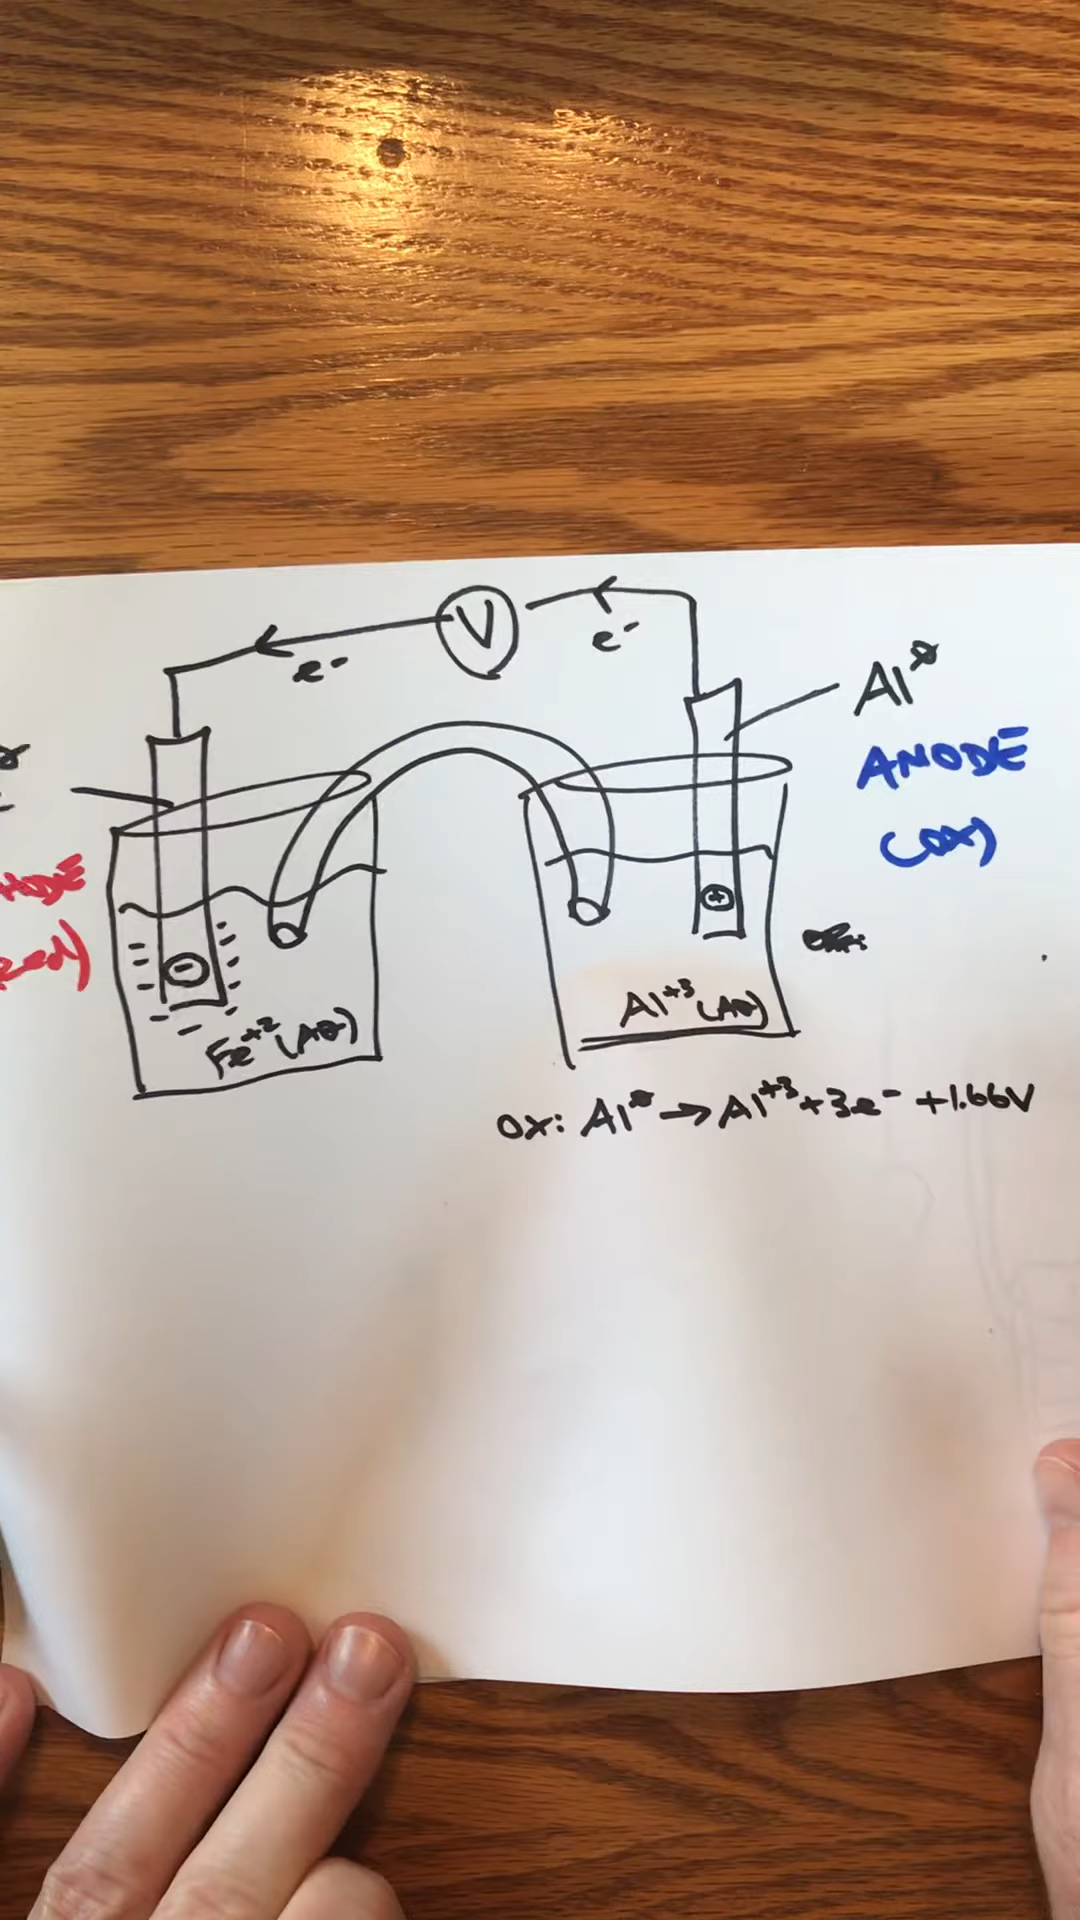 V
e-
e-
Al°
ANODE
(ox)
-
+
Fe+2 (AQ)
Al+3 (AQ)
ox: Al° → Al+3 + 3e- +1.66V